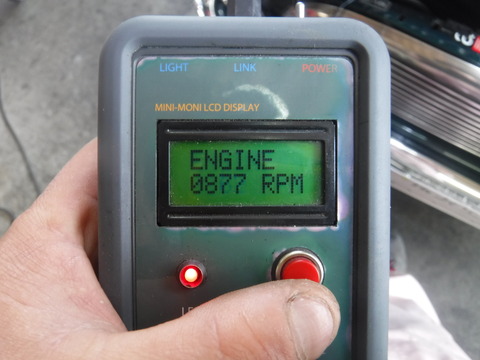 LIGHT LINK POWER
MINI-MONI LCD DISPLAY
ENGINE
0877 RPM